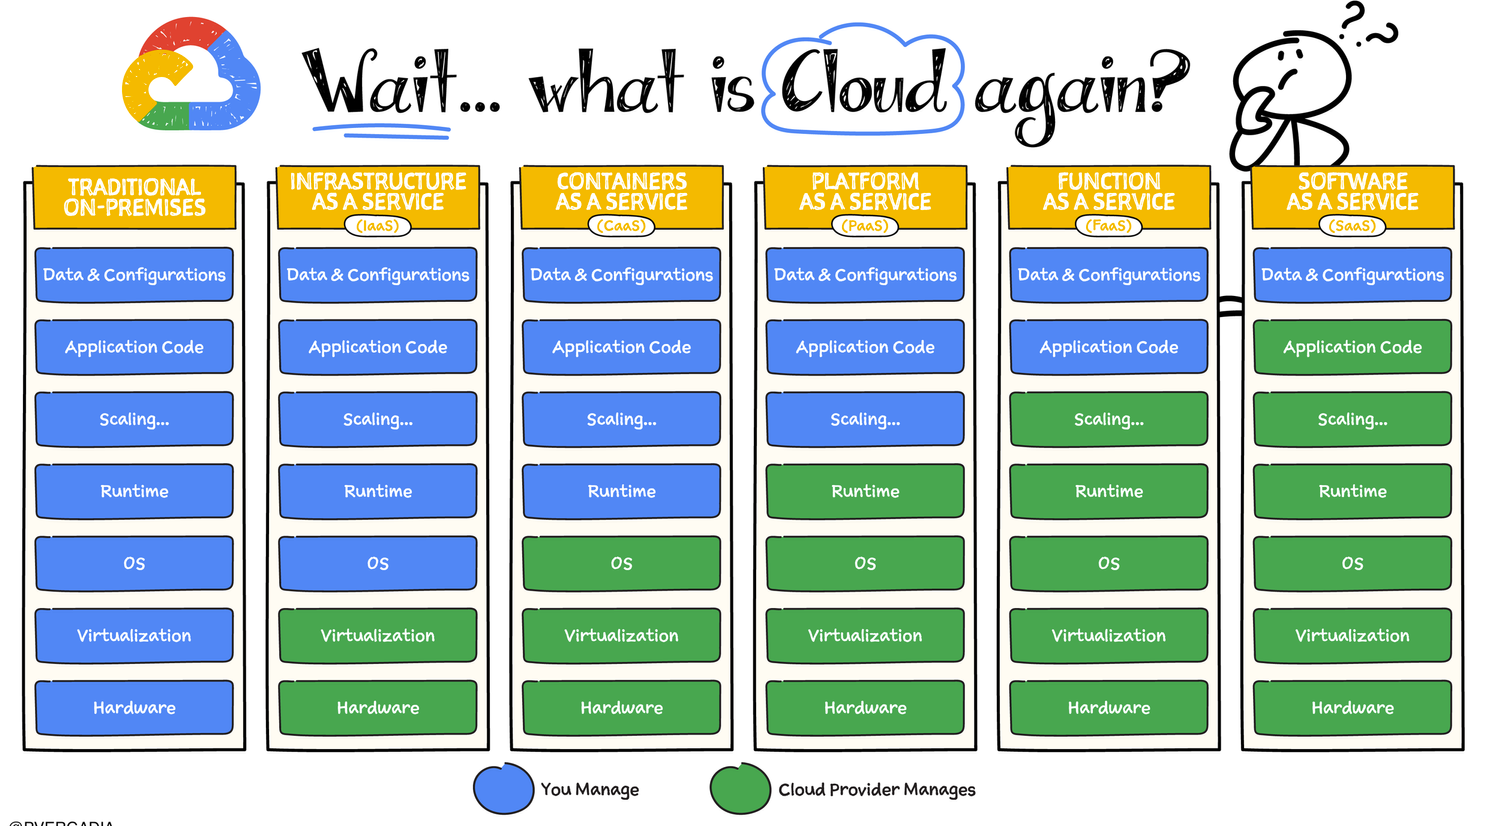 Wait... what is Cloud again?
? ? ?
TRADITIONAL
ON-PREMISES
Data & Configurations
Application Code
Scaling...
Runtime
OS
Virtualization
Hardware
INFRASTRUCTURE
AS A SERVICE
(IaaS)
Data & Configurations
Application Code
Scaling...
Runtime
OS
Virtualization
Hardware
CONTAINERS
AS A SERVICE
(CaaS)
Data & Configurations
Application Code
Scaling...
Runtime
OS
Virtualization
Hardware
PLATFORM
AS A SERVICE
(PaaS)
Data & Configurations
Application Code
Scaling...
Runtime
OS
Virtualization
Hardware
FUNCTION
AS A SERVICE
(FaaS)
Data & Configurations
Application Code
Scaling...
Runtime
OS
Virtualization
Hardware
SOFTWARE
AS A SERVICE
(SaaS)
Data & Configurations
Application Code
Scaling...
Runtime
OS
Virtualization
Hardware
You Manage
Cloud Provider Manages
@PVERGADIA